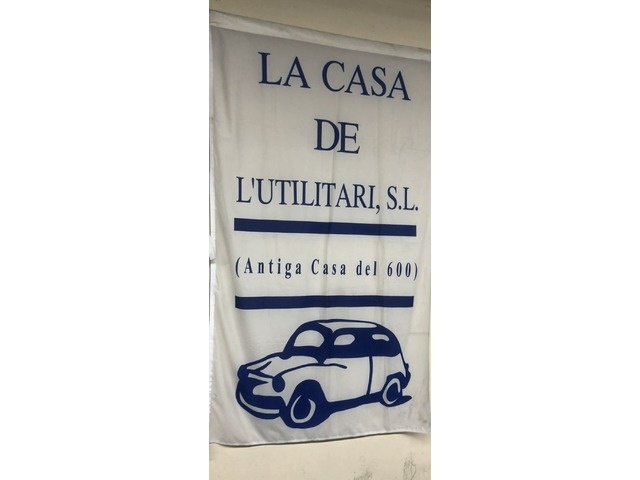 LA CASA
DE
L'UTILITARI, S.L.
(Antiga Casa del 600)